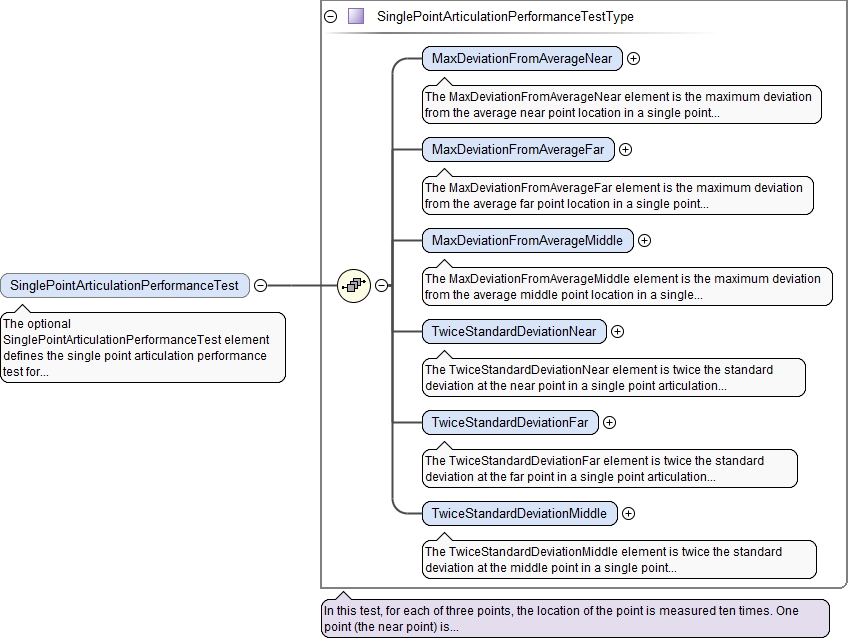 SinglePointArticulationPerformanceTestType
MaxDeviationFromAverageNear
The MaxDeviationFromAverageNear element is the maximum deviation
from the average near point location in a single point...
MaxDeviationFromAverageFar
The MaxDeviationFromAverageFar element is the maximum deviation
from the average far point location in a single point...
MaxDeviationFromAverageMiddle
The MaxDeviationFromAverageMiddle element is the maximum deviation
from the average middle point location in a single...
SinglePointArticulationPerformanceTest
The optional
SinglePointArticulationPerformanceTest element
defines the single point articulation performance
test for...
TwiceStandardDeviationNear
The TwiceStandardDeviationNear element is twice the standard
deviation at the near point in a single point articulation...
TwiceStandardDeviationFar
The TwiceStandardDeviationFar element is twice the standard
deviation at the far point in a single point articulation...
TwiceStandardDeviationMiddle
The TwiceStandardDeviationMiddle element is twice the standard
deviation at the middle point in a single point...
In this test, for each of three points, the location of the point is measured ten times. One
point (the near point) is...